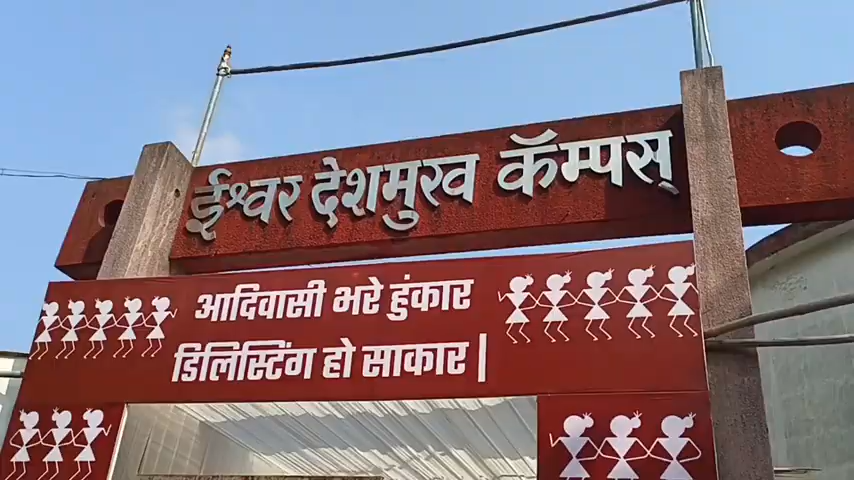 ईश्वर देशमुख कॅम्पस्
आदिवासी भरे हुंकार
डिलिस्टिंग हो साकार |